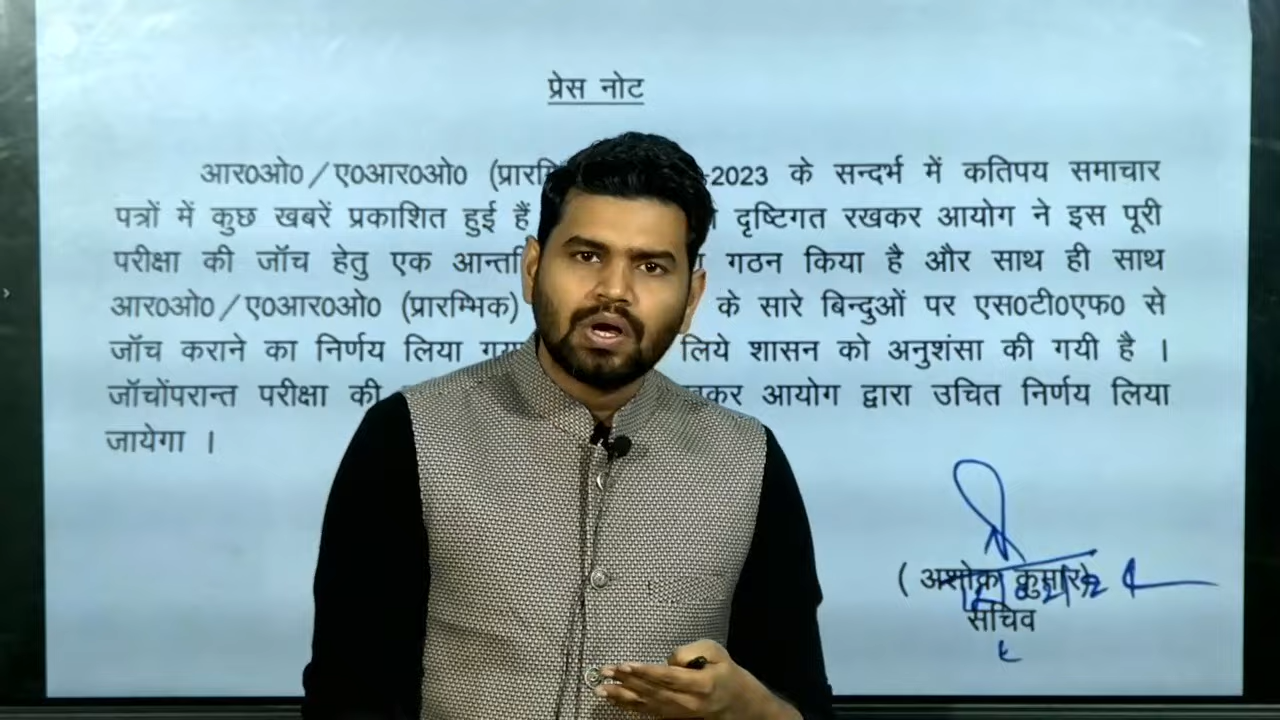 प्रेस नोट
आर0ओ0/ए0आर0ओ0 (प्रारम्ि -2023 के सन्दर्भ में कतिपय समाचार
पत्रों में कुछ खबरें प्रकाशित हुई हैं दृष्टिगत रखकर आयोग ने इस पूरी
परीक्षा की जॉच हेतु एक गठन किया है और साथ ही साथ
आर0ओ0/ए0आर0ओ0 (प्रारम्भिक) के सारे बिन्दुओं पर एस0टी0एफ0 से
जॉच कराने का निर्णय लिया लिये शासन को अनुशंसा की गयी है ।
जॉचोंपरान्त परीक्षा की आयोग द्वारा उचित निर्णय लिया
जायेगा ।
( अशोक कुमार)
सचिव